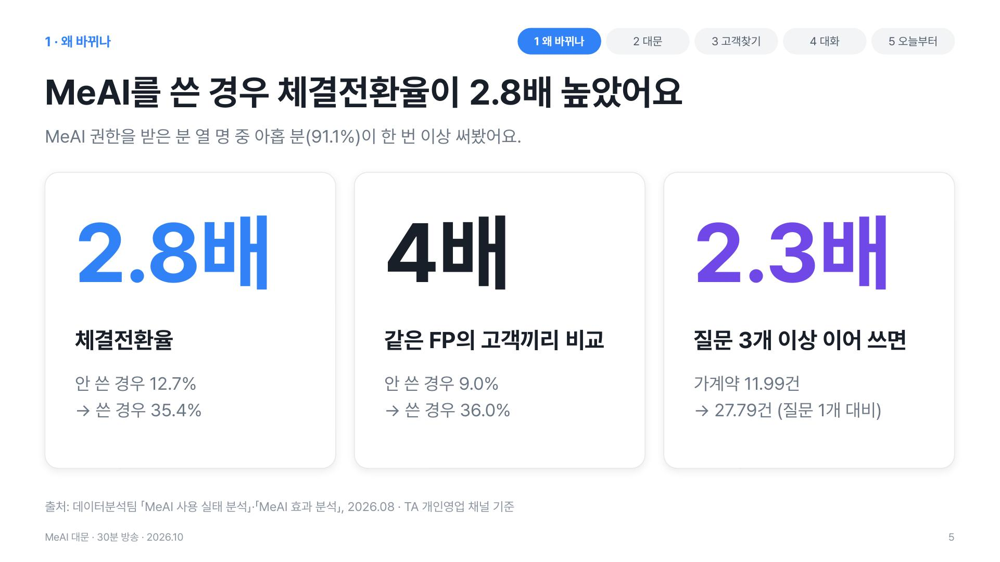 1 · 왜 바뀌나
1 왜 바뀌나
2 대문
3 고객찾기
4 대화
5 오늘부터
MeAI를 쓴 경우 체결전환율이 2.8배 높았어요
MeAI 권한을 받은 분 열 명 중 아홉 분(91.1%)이 한 번 이상 써봤어요.
2.8배
체결전환율
안 쓴 경우 12.7%
→ 쓴 경우 35.4%
4배
같은 FP의 고객끼리 비교
안 쓴 경우 9.0%
→ 쓴 경우 36.0%
2.3배
질문 3개 이상 이어 쓰면
가계약 11.99건
→ 27.79건 (질문 1개 대비)
출처: 데이터분석팀 「MeAI 사용 실태 분석」·「MeAI 효과 분석」, 2026.08 · TA 개인영업 채널 기준
MeAI 대문 · 30분 방송 · 2026.10
5